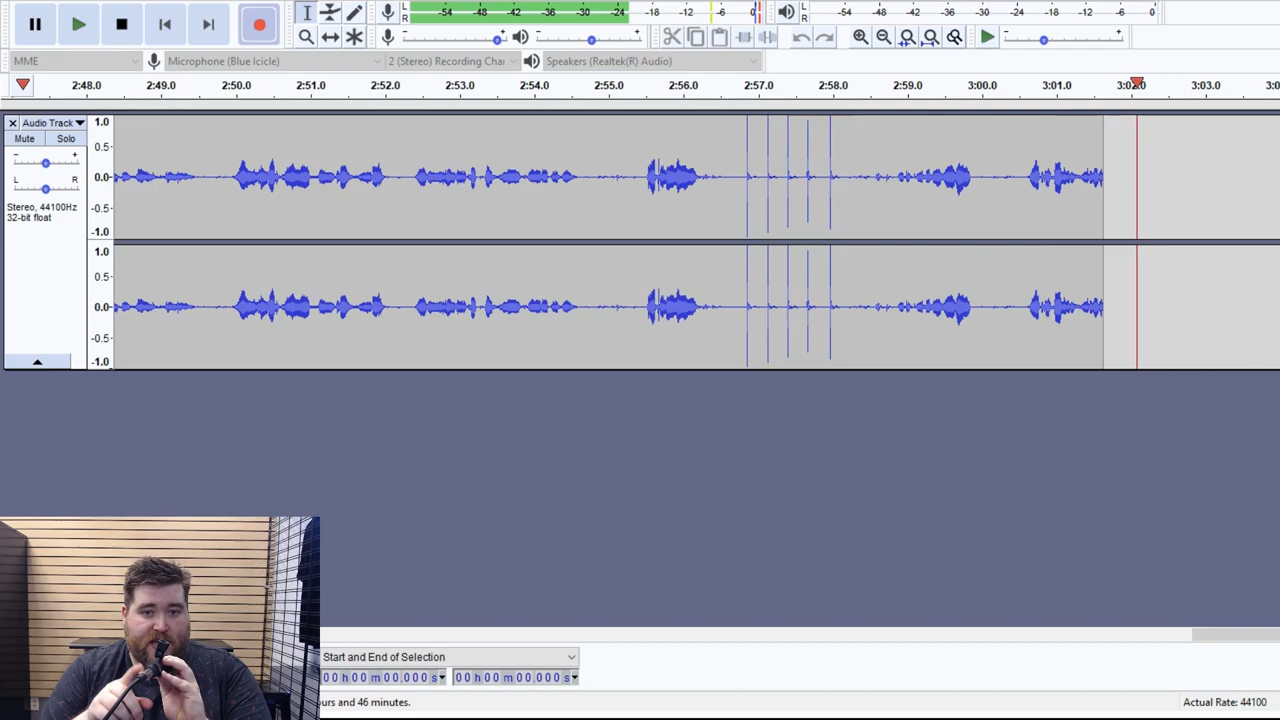 L
R
-54 -48 -42 -36 -30 -24 -18 -12 -6 0
L
R
-54 -48 -42 -36 -30 -24 -18 -12 -6 0
- + - + - +
MME Microphone (Blue Icicle) 2 (Stereo) Recording Chai Speakers (Realtek(R) Audio)
2:48.0 2:49.0 2:50.0 2:51.0 2:52.0 2:53.0 2:54.0 2:55.0 2:56.0 2:57.0 2:58.0 2:59.0 3:00.0 3:01.0 3:02.0 3:03.0 3:0
X Audio Track
Mute Solo
- +
L R
Stereo, 44100Hz
32-bit float
1.0
0.5
0.0
-0.5
-1.0
1.0
0.5
0.0
-0.5
-1.0
Start and End of Selection
00 h 00 m 00.000 s 00 h 00 m 00.000 s
urs and 46 minutes.
Actual Rate: 44100